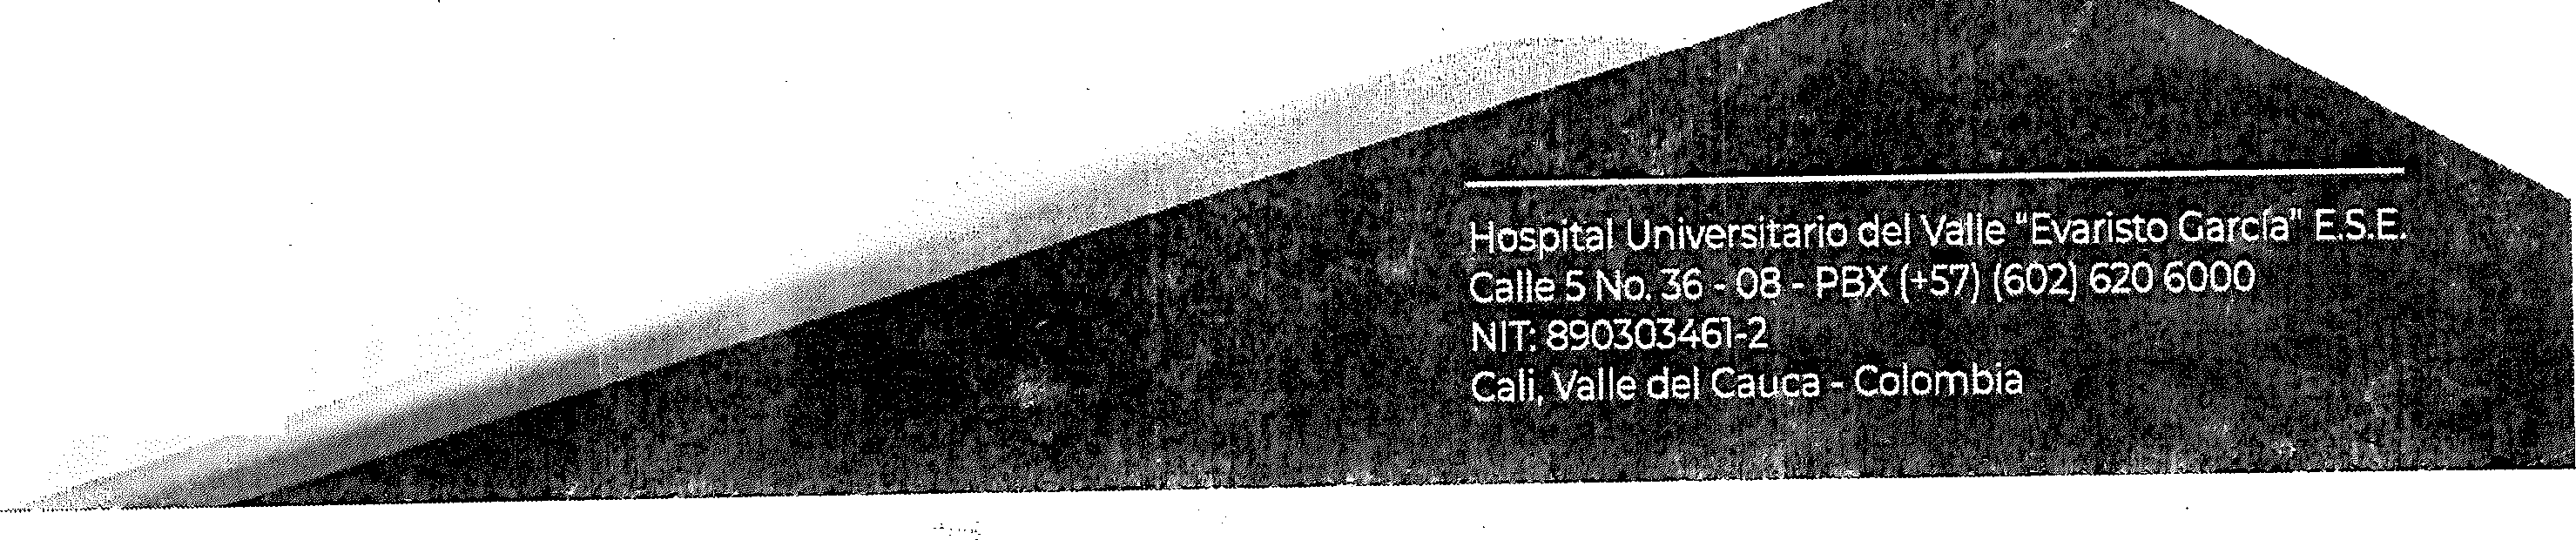 Hospital Universitario del Valle "Evaristo García" E.S.E.
Calle 5 No. 36 - 08 - PBX (+57) (602) 620 6000
NIT: 890303461-2
Cali, Valle del Cauca - Colombia